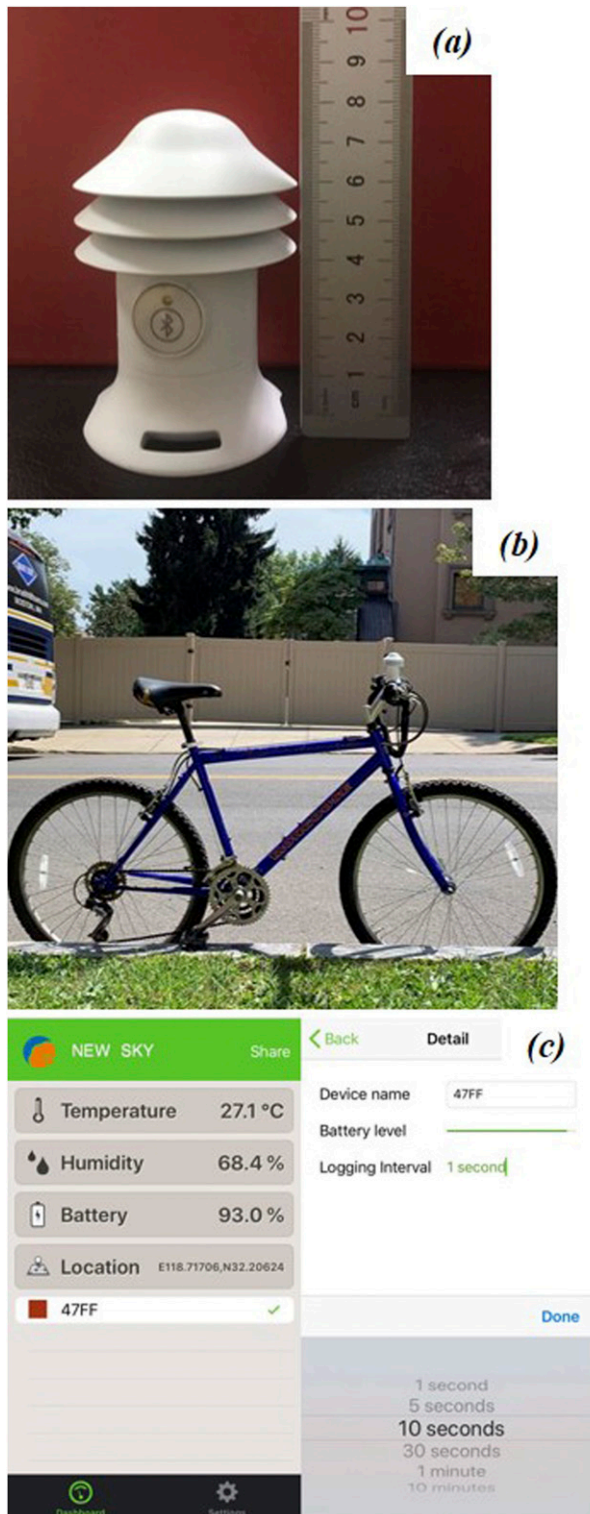 (a)
10
9
8
7
6
5
4
3
2
1
cm
(b)
(c)
NEW SKY
Share
Temperature 27.1 °C
Humidity 68.4 %
Battery 93.0 %
Location E118.71706,N32.20624
47FF
Dashboard
Settings
Back
Detail
Device name 47FF
Battery level
Logging Interval 1 second
Done
1 second
5 seconds
10 seconds
30 seconds
1 minute
10 minutes